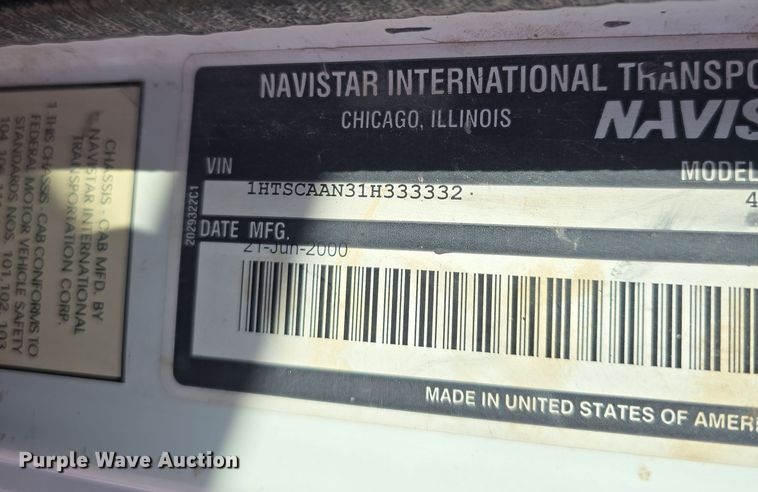 NAVISTAR INTERNATIONAL TRANSPO
CHICAGO, ILLINOIS
NAVIS
VIN
MODEL
1HTSCAAN31H333332
4
DATE MFG.
21-Jun-2000
2029322C1
MADE IN UNITED STATES OF AMERI
CHASSIS - CAB MFD. BY
NAVISTAR INTERNATIONAL
TRANSPORTATION CORP.
THIS CHASSIS - CAB CONFORMS TO
FEDERAL MOTOR VEHICLE SAFETY
STANDARDS NOS. 101, 102, 103
Purple Wave Auction